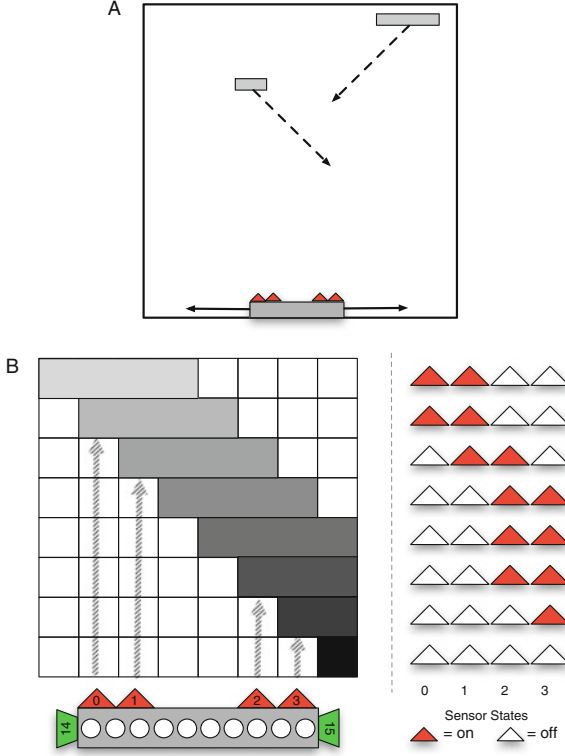 A
B
0 1 2 3
14 15
0 1 2 3
Sensor States
= on = off